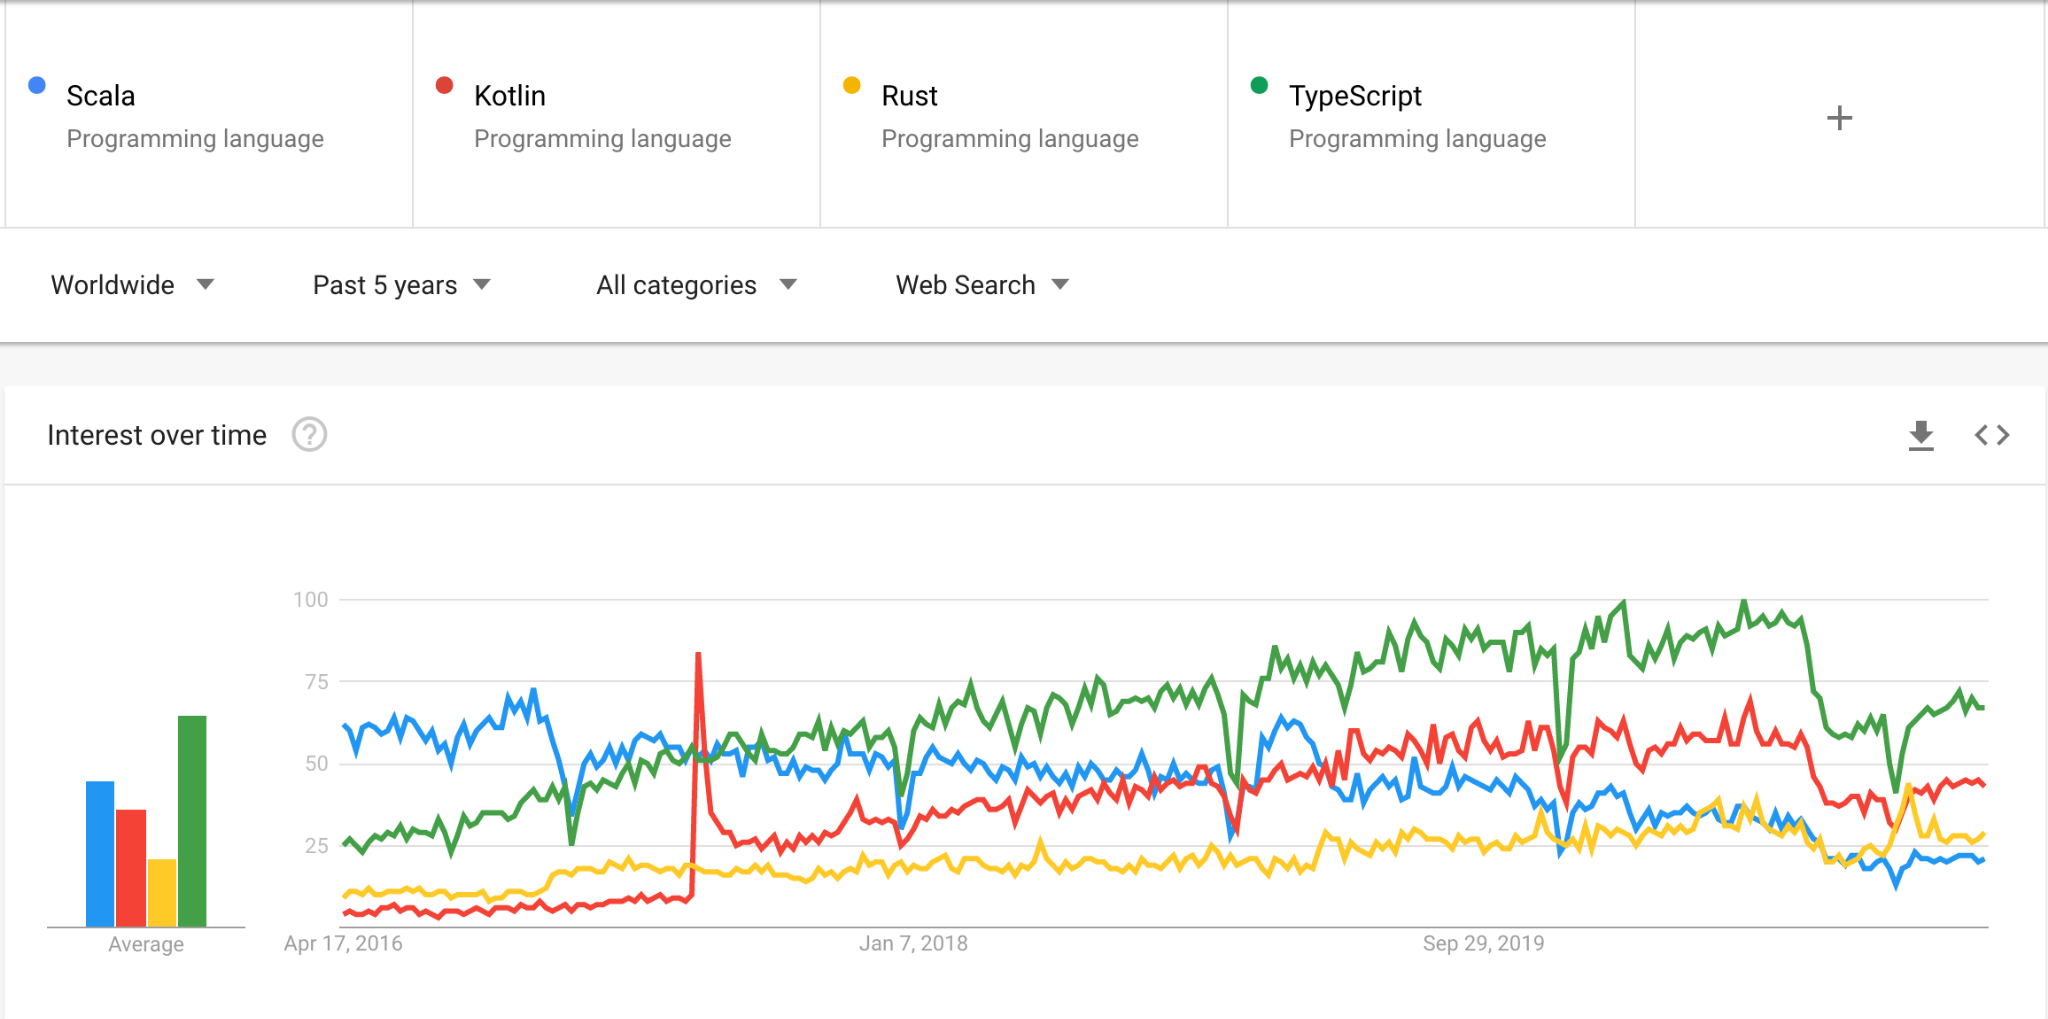 Scala
Programming language
Kotlin
Programming language
Rust
Programming language
TypeScript
Programming language
+
Worldwide
Past 5 years
All categories
Web Search
Interest over time
?
100
75
50
25
Average
Apr 17, 2016
Jan 7, 2018
Sep 29, 2019